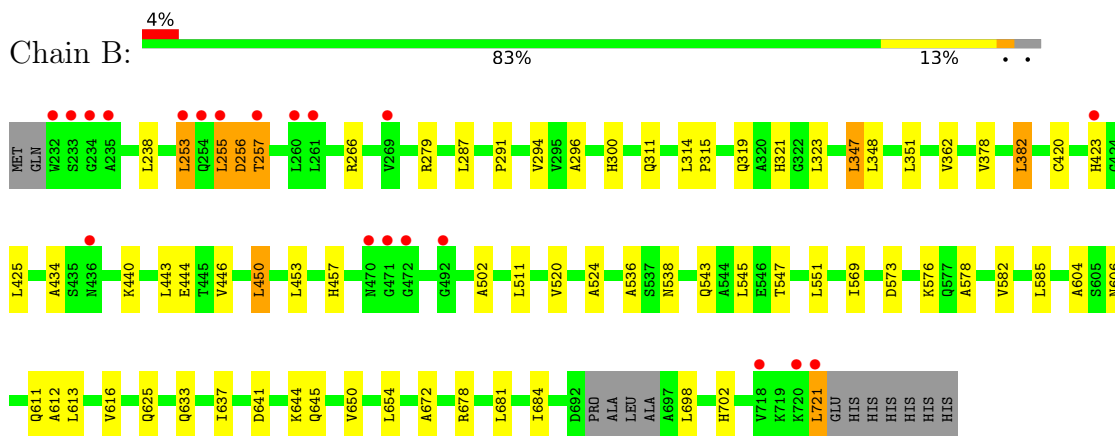 4%
Chain B:
83% 13% • •
MET GLN W232 S233 G234 A235 L238 L253 Q254 L255 D256 T257 L260 L261 R266 V269 R279 L287 P291 V294 V295 A296 H300 Q311 L314 P315 Q319 A320 H321 G322 L323 L347 L348 L351 V362 V378 L382 C420 H423 G424
L425 A434 S435 N436 K440 L443 E444 T445 V446 L450 L453 H457 N470 G471 G472 G492 A502 L511 V520 A524 A536 S537 N538 Q543 A544 L545 E546 T547 L551 I569 D573 K576 Q577 A578 V582 L585 A604 S605 N606
Q611 A612 L613 V616 Q625 Q633 I637 D641 K644 Q645 V650 L654 A672 R678 L681 I684 D692 PRO ALA LEU ALA A697 L698 H702 V718 K719 K720 L721 GLU HIS HIS HIS HIS HIS HIS